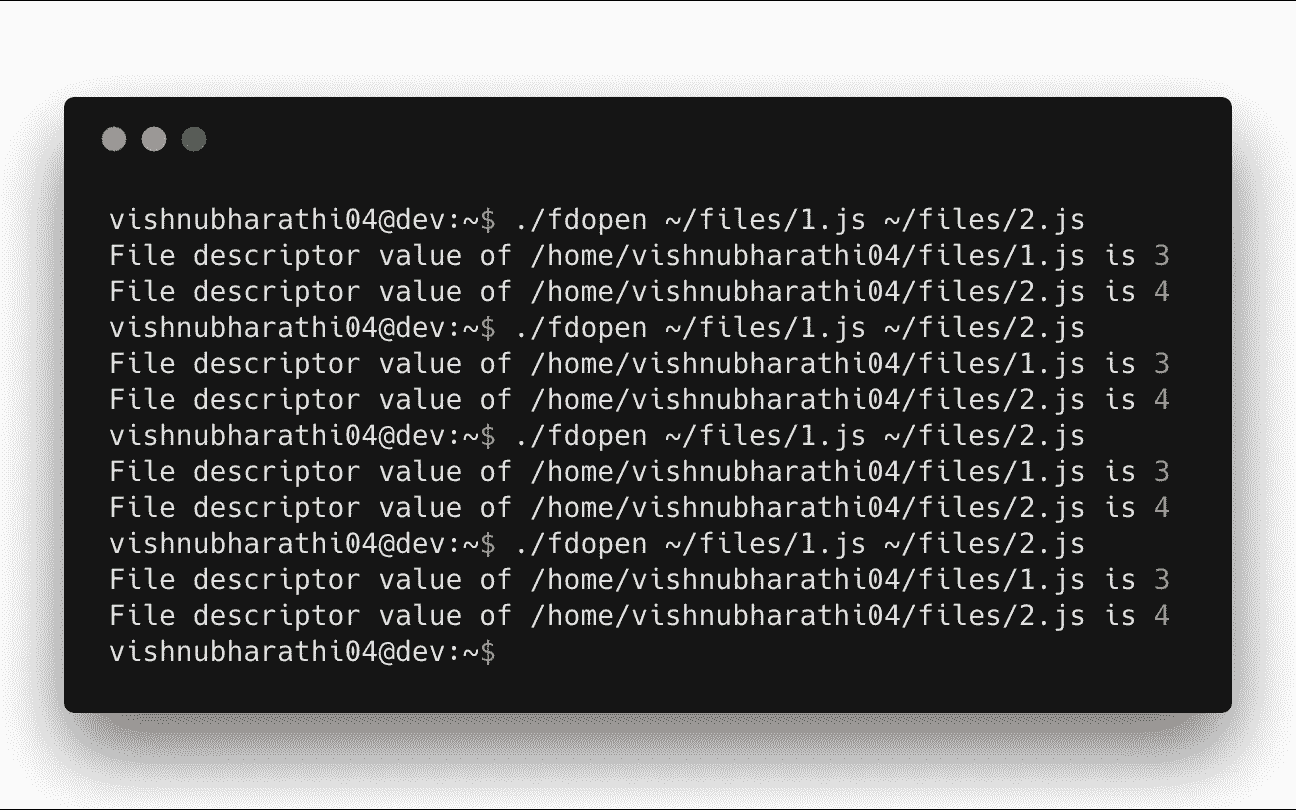 vishnubharathi04@dev:~$ ./fdopen ~/files/1.js ~/files/2.js
File descriptor value of /home/vishnubharathi04/files/1.js is 3
File descriptor value of /home/vishnubharathi04/files/2.js is 4
vishnubharathi04@dev:~$ ./fdopen ~/files/1.js ~/files/2.js
File descriptor value of /home/vishnubharathi04/files/1.js is 3
File descriptor value of /home/vishnubharathi04/files/2.js is 4
vishnubharathi04@dev:~$ ./fdopen ~/files/1.js ~/files/2.js
File descriptor value of /home/vishnubharathi04/files/1.js is 3
File descriptor value of /home/vishnubharathi04/files/2.js is 4
vishnubharathi04@dev:~$ ./fdopen ~/files/1.js ~/files/2.js
File descriptor value of /home/vishnubharathi04/files/1.js is 3
File descriptor value of /home/vishnubharathi04/files/2.js is 4
vishnubharathi04@dev:~$